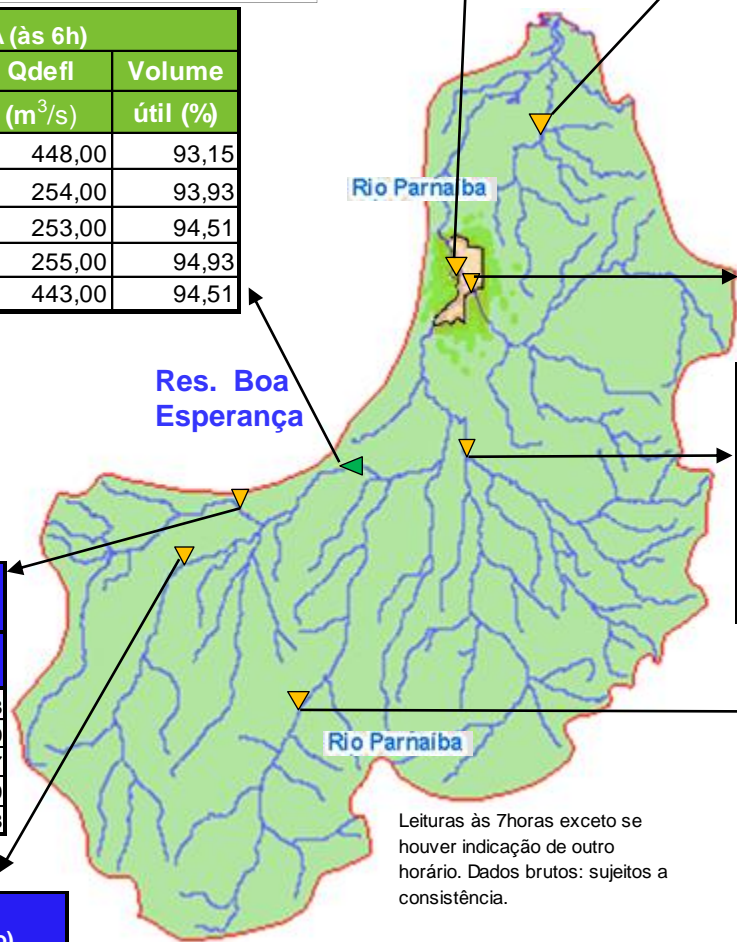 A (às 6h)
Qdefl Volume
(m³/s) útil (%)
448,00 93,15
254,00 93,93
253,00 94,51
255,00 94,93
443,00 94,51
Rio Parnaíba
Res. Boa
Esperança
Rio Parnaíba
Leituras às 7horas exceto se
houver indicação de outro
horário. Dados brutos: sujeitos a
consistência.